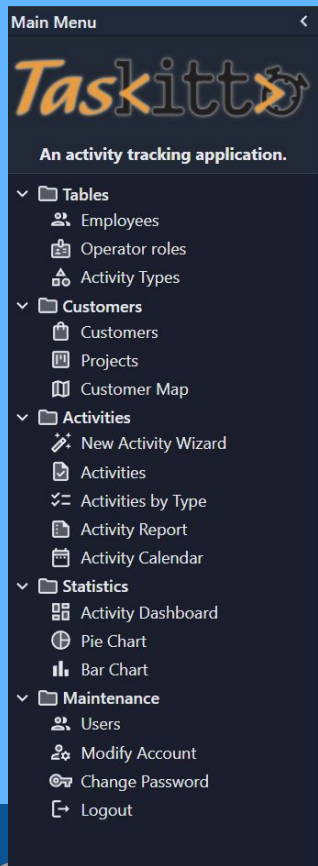 Main Menu
Taskitto
An activity tracking application.
Tables
Employees
Operator roles
Activity Types
Customers
Customers
Projects
Customer Map
Activities
New Activity Wizard
Activities
Activities by Type
Activity Report
Activity Calendar
Statistics
Activity Dashboard
Pie Chart
Bar Chart
Maintenance
Users
Modify Account
Change Password
Logout